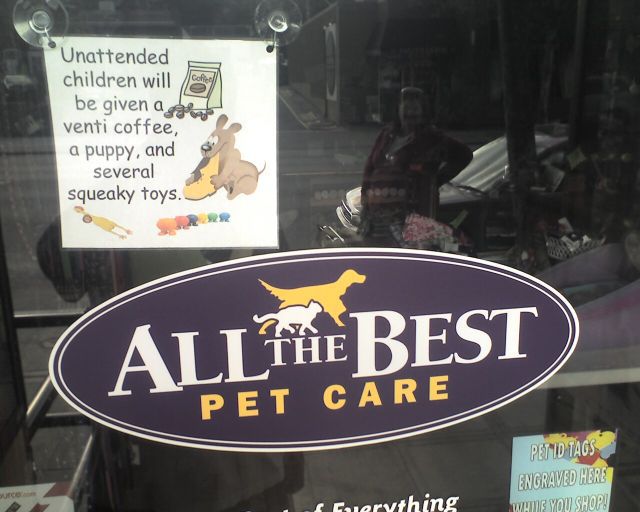 Unattended
children will
be given a
venti coffee,
a puppy, and
several
squeaky toys.
Coffee
ALL THE BEST
PET CARE
of Everything
PET ID TAGS
ENGRAVED HERE
WHILE YOU SHOP!